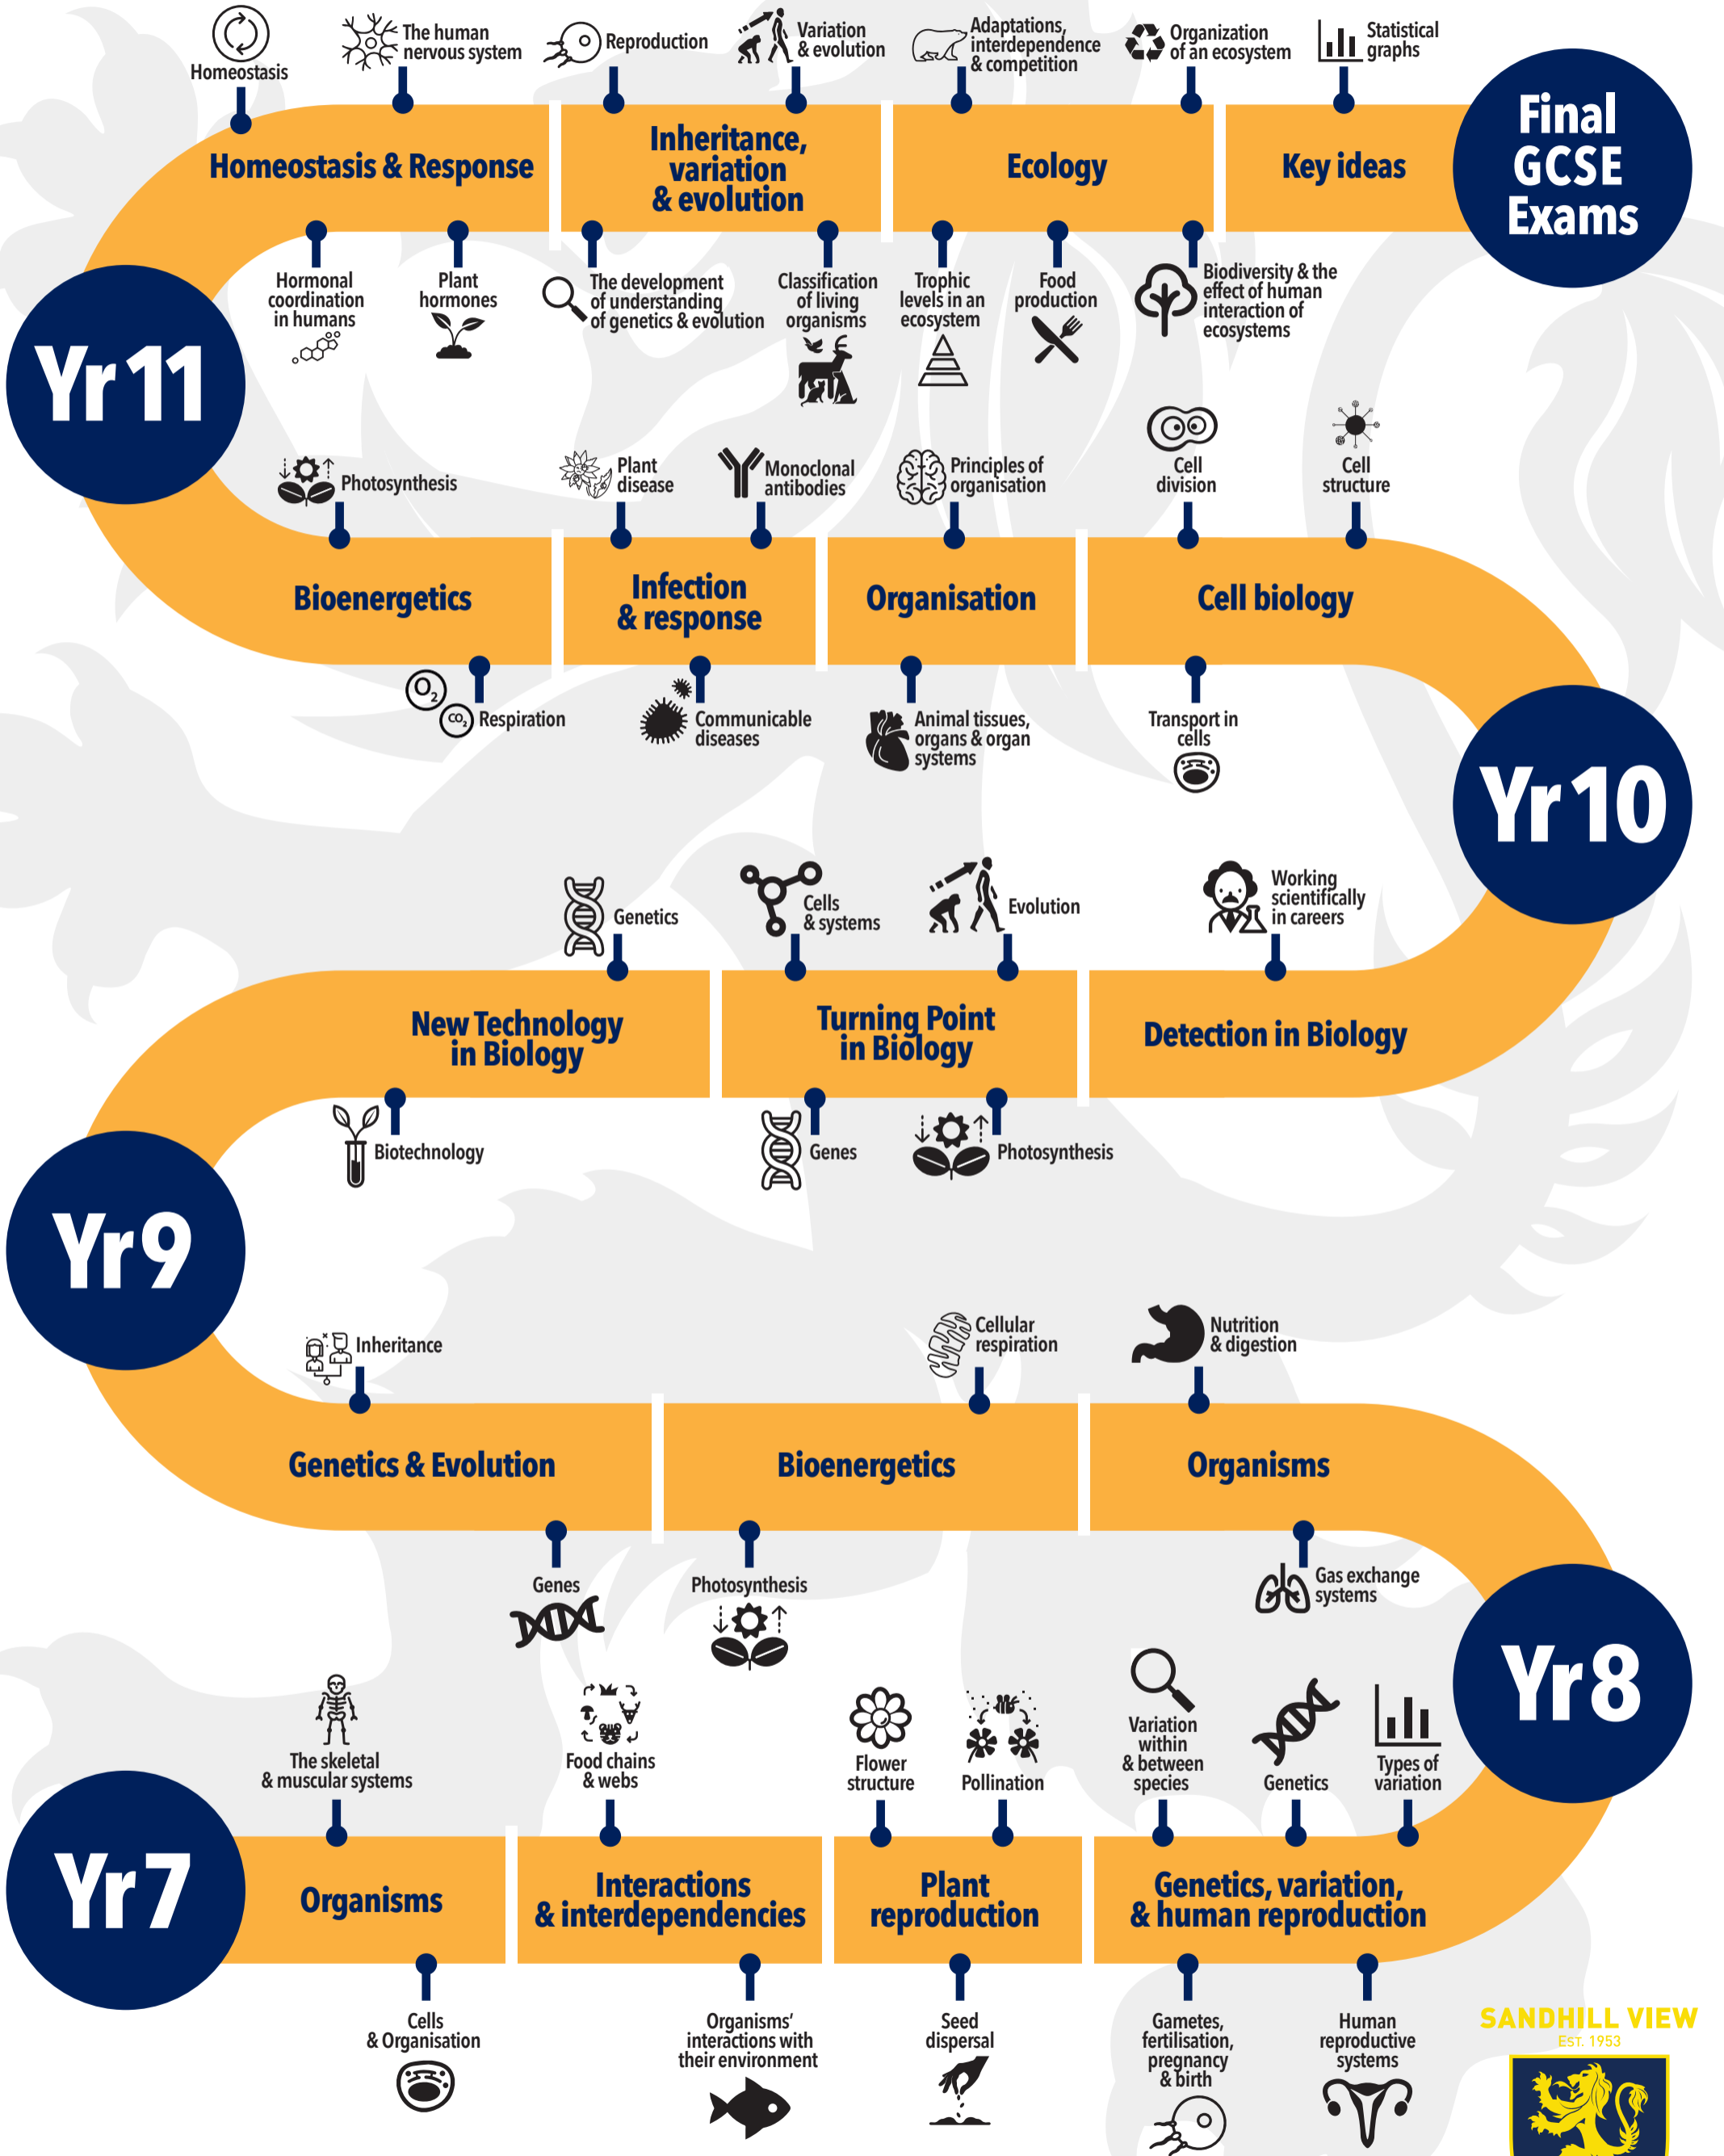 Homeostasis
The human
nervous system
Reproduction
Variation
& evolution
Adaptations,
interdependence
& competition
Organization
of an ecosystem
Statistical
graphs
Final
GCSE
Exams
Homeostasis & Response
Inheritance,
variation
& evolution
Ecology
Key ideas
Hormonal
coordination
in humans
Plant
hormones
The development
of understanding
of genetics & evolution
Classification
of living
organisms
Trophic
levels in an
ecosystem
Food
production
Biodiversity & the
effect of human
interaction of
ecosystems
Yr 11
Photosynthesis
Plant
disease
Monoclonal
antibodies
Principles of
organisation
Cell
division
Cell
structure
Bioenergetics
Infection
& response
Organisation
Cell biology
O2
CO2
Respiration
Communicable
diseases
Animal tissues,
organs & organ
systems
Transport in
cells
Yr 10
Genetics
Cells
& systems
Evolution
Working
scientifically
in careers
New Technology
in Biology
Turning Point
in Biology
Detection in Biology
Biotechnology
Genes
Photosynthesis
Yr 9
Inheritance
Cellular
respiration
Nutrition
& digestion
Genetics & Evolution
Bioenergetics
Organisms
Genes
Photosynthesis
Gas exchange
systems
Yr 8
The skeletal
& muscular systems
Food chains
& webs
Flower
structure
Pollination
Variation
within
& between
species
Genetics
Types of
variation
Yr 7
Organisms
Interactions
& interdependencies
Plant
reproduction
Genetics, variation,
& human reproduction
Cells
& Organisation
Organisms'
interactions with
their environment
Seed
dispersal
Gametes,
fertilisation,
pregnancy
& birth
Human
reproductive
systems
SANDHILL VIEW
EST. 1953